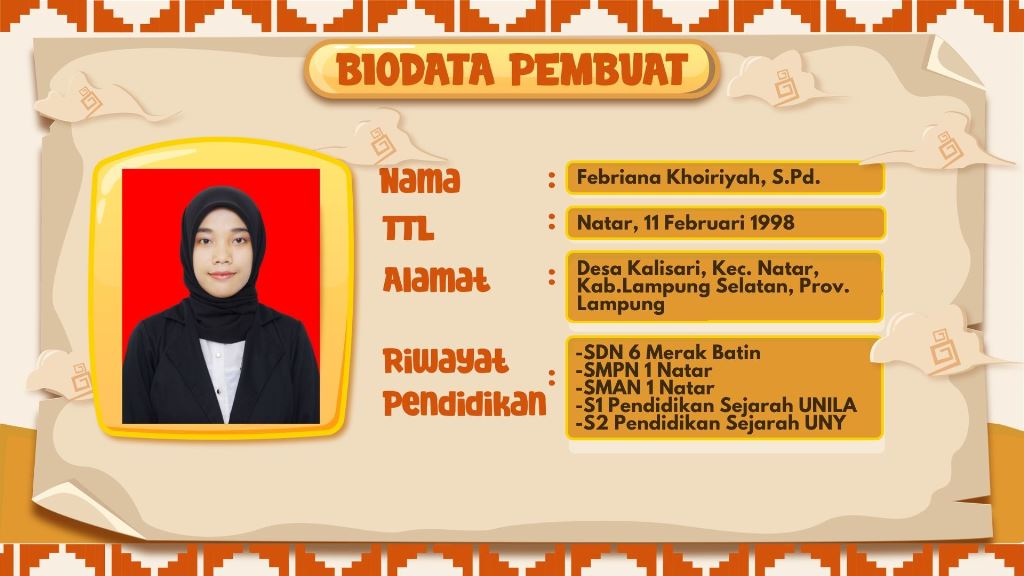 BIODATA PEMBUAT
Nama : Febriana Khoiriyah, S.Pd.
TTL : Natar, 11 Februari 1998
Alamat : Desa Kalisari, Kec. Natar,
Kab.Lampung Selatan, Prov.
Lampung
Riwayat
Pendidikan :
-SDN 6 Merak Batin
-SMPN 1 Natar
-SMAN 1 Natar
-S1 Pendidikan Sejarah UNILA
-S2 Pendidikan Sejarah UNY